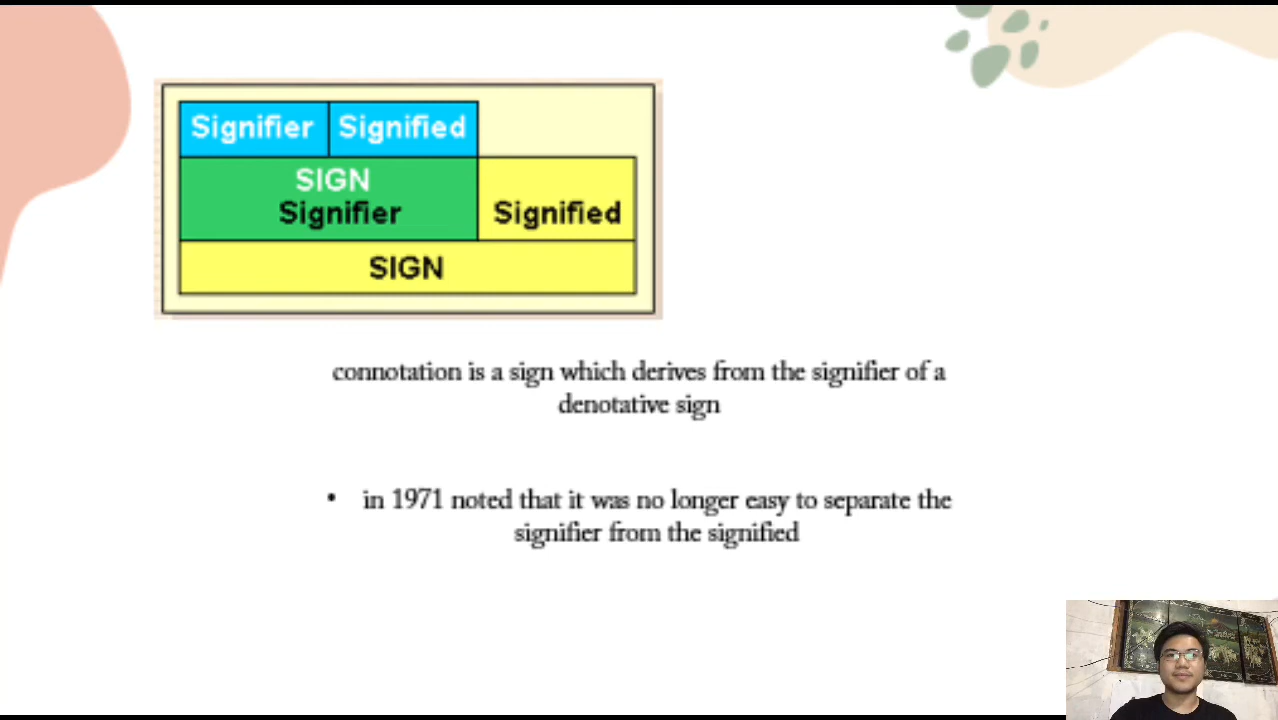 Signifier Signified
SIGN
Signifier Signified
SIGN
connotation is a sign which derives from the signifier of a
denotative sign
• in 1971 noted that it was no longer easy to separate the
signifier from the signified